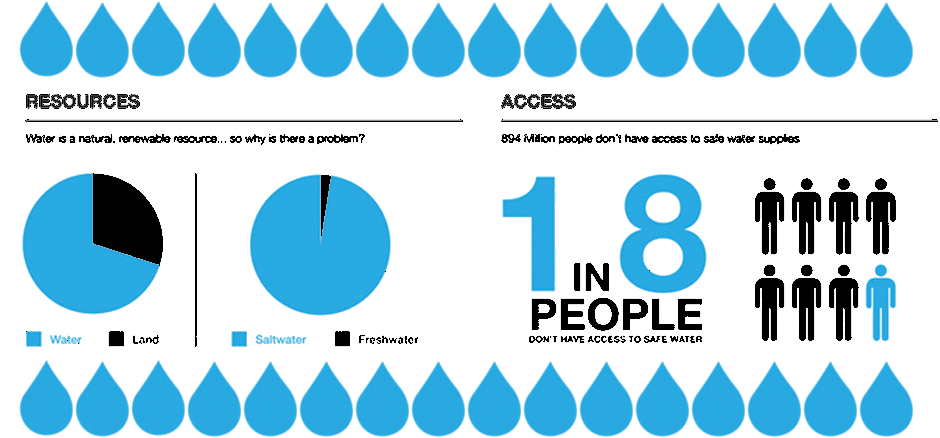 RESOURCES
Water is a natural, renewable resource... so why is there a problem?
Water
Land
Saltwater
Freshwater
ACCESS
894 Million people don't have access to safe water supplies
1 IN 8
PEOPLE
DON'T HAVE ACCESS TO SAFE WATER